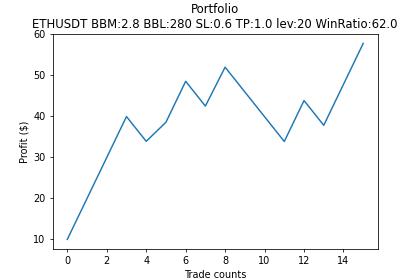 Portfolio
ETHUSDT BBM:2.8 BBL:280 SL:0.6 TP:1.0 lev:20 WinRatio:62.0
60
50
40
30
20
10
Profit ($)
0 2 4 6 8 10 12 14
Trade counts